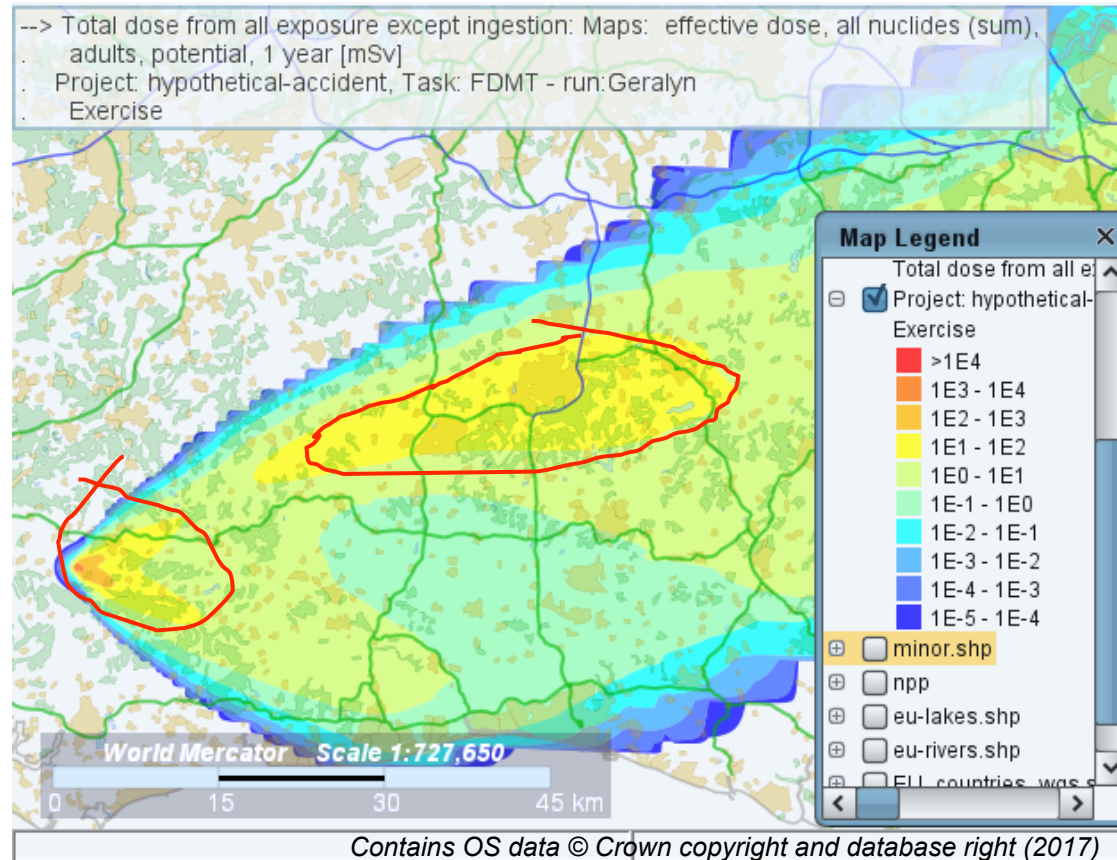 --> Total dose from all exposure except ingestion: Maps: effective dose, all nuclides (sum),
. adults, potential, 1 year [mSv]
. Project: hypothetical-accident, Task: FDMT - run:Geralyn
. Exercise
Map Legend
Total dose from all e
Project: hypothetical-
Exercise
>1E4
1E3 - 1E4
1E2 - 1E3
1E1 - 1E2
1E0 - 1E1
1E-1 - 1E0
1E-2 - 1E-1
1E-3 - 1E-2
1E-4 - 1E-3
1E-5 - 1E-4
minor.shp
npp
eu-lakes.shp
eu-rivers.shp
World Mercator Scale 1:727,650
0 15 30 45 km
Contains OS data © Crown copyright and database right (2017)